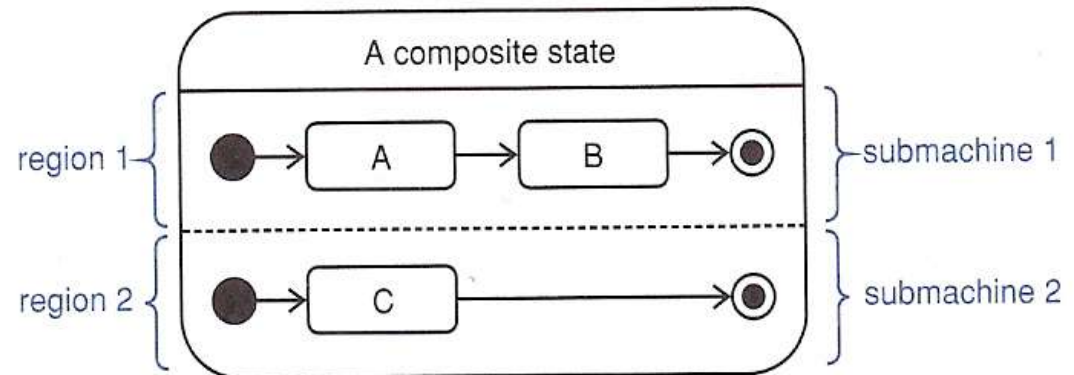 A composite state
region 1
A
B
submachine 1
region 2
C
submachine 2